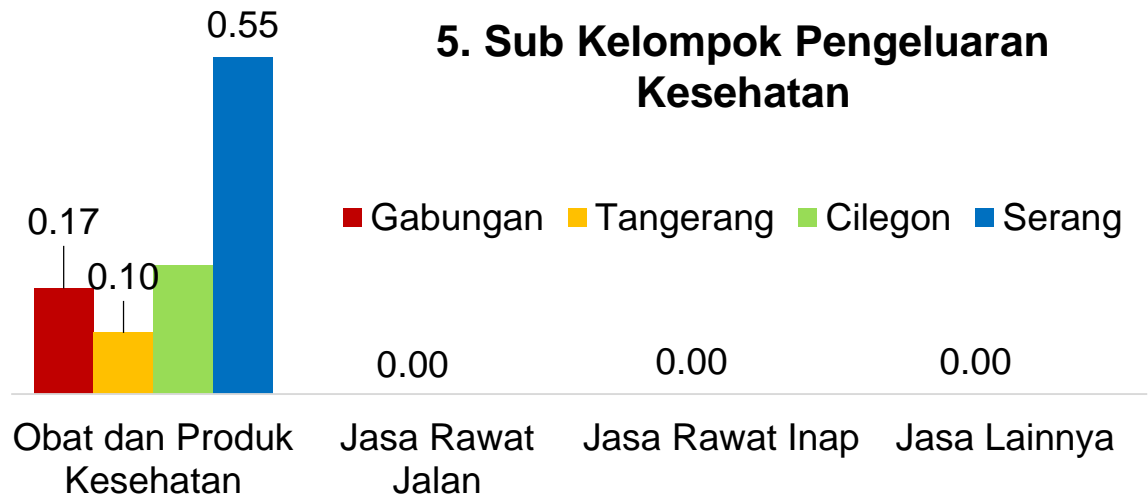 5. Sub Kelompok Pengeluaran
Kesehatan
Gabungan Tangerang Cilegon Serang
0.55
0.17
0.10
0.00
0.00
0.00
Obat dan Produk
Kesehatan
Jasa Rawat
Jalan
Jasa Rawat Inap
Jasa Lainnya